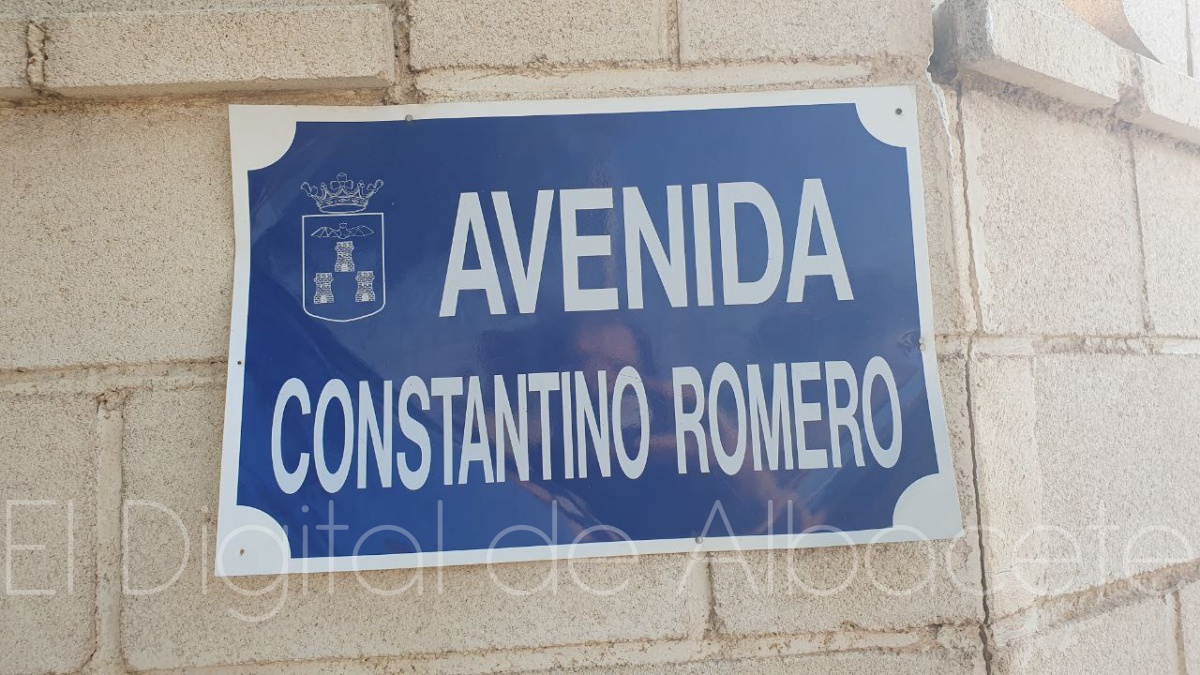 AVENIDA
CONSTANTINO ROMERO
El Digital de Albacete